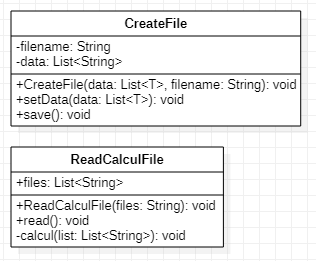 CreateFile
-filename: String
-data: List<String>
+CreateFile(data: List<T>, filename: String): void
+setData(data: List<T>): void
+save(): void
ReadCalculFile
+files: List<String>
+ReadCalculFile(files: String): void
+read(): void
-calcul(list: List<String>): void